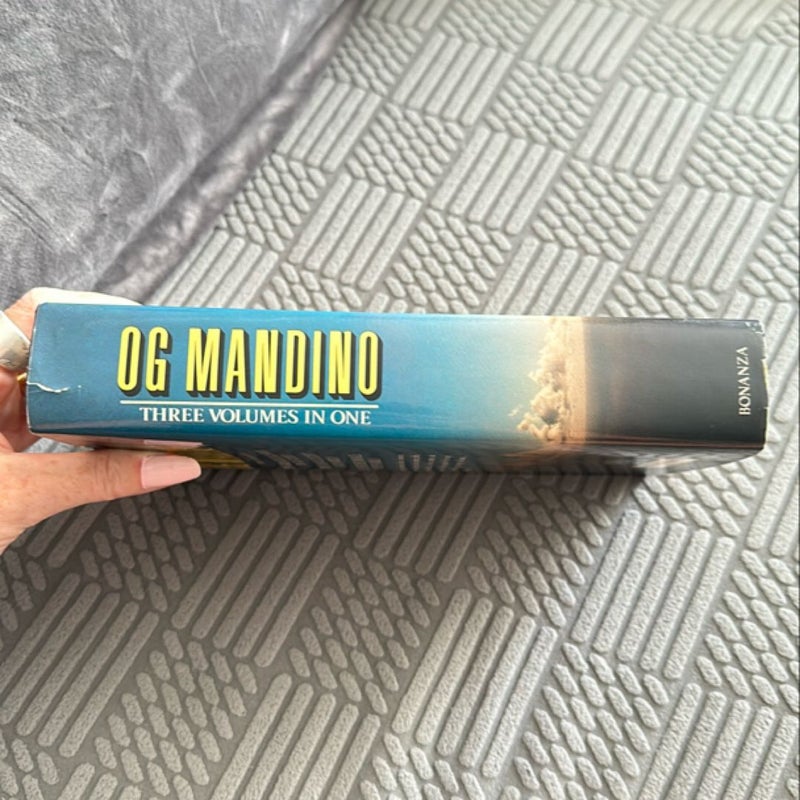 OG MANDINO
THREE VOLUMES IN ONE
BONANZA